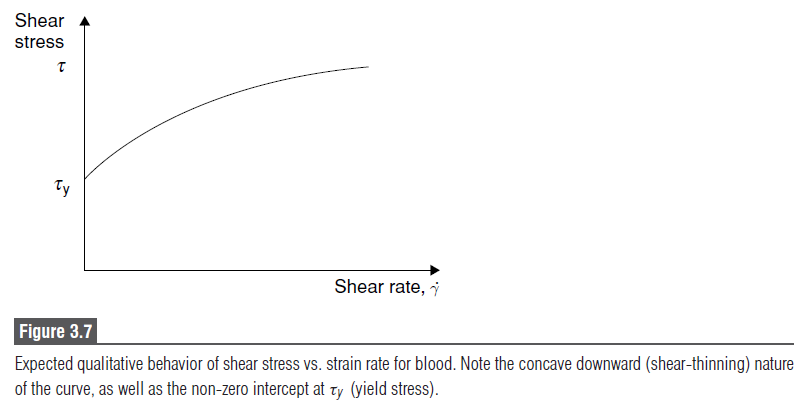 Shear
stress
τ
τy
Shear rate, γ̇
Figure 3.7
Expected qualitative behavior of shear stress vs. strain rate for blood. Note the concave downward (shear-thinning) nature
of the curve, as well as the non-zero intercept at τy (yield stress).